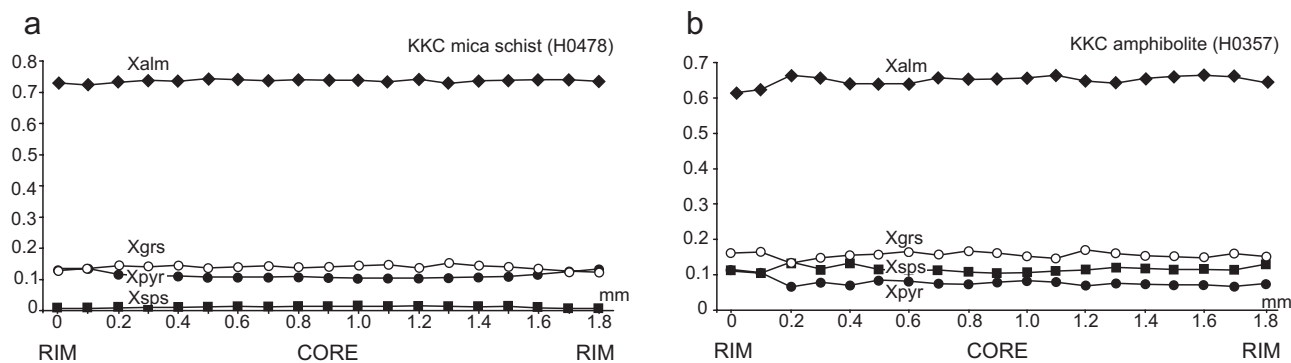 a
KKC mica schist (H0478)
0.8
Xalm
0.7
0.6
0.5
0.4
0.3
0.2
Xgrs
0.1
Xpyr
Xsps
mm
0
0 0.2 0.4 0.6 0.8 1.0 1.2 1.4 1.6 1.8
RIM CORE RIM
b
KKC amphibolite (H0357)
0.7
Xalm
0.6
0.5
0.4
0.3
0.2
Xgrs
Xsps
0.1
Xpyr
mm
0
0 0.2 0.4 0.6 0.8 1.0 1.2 1.4 1.6 1.8
RIM CORE RIM